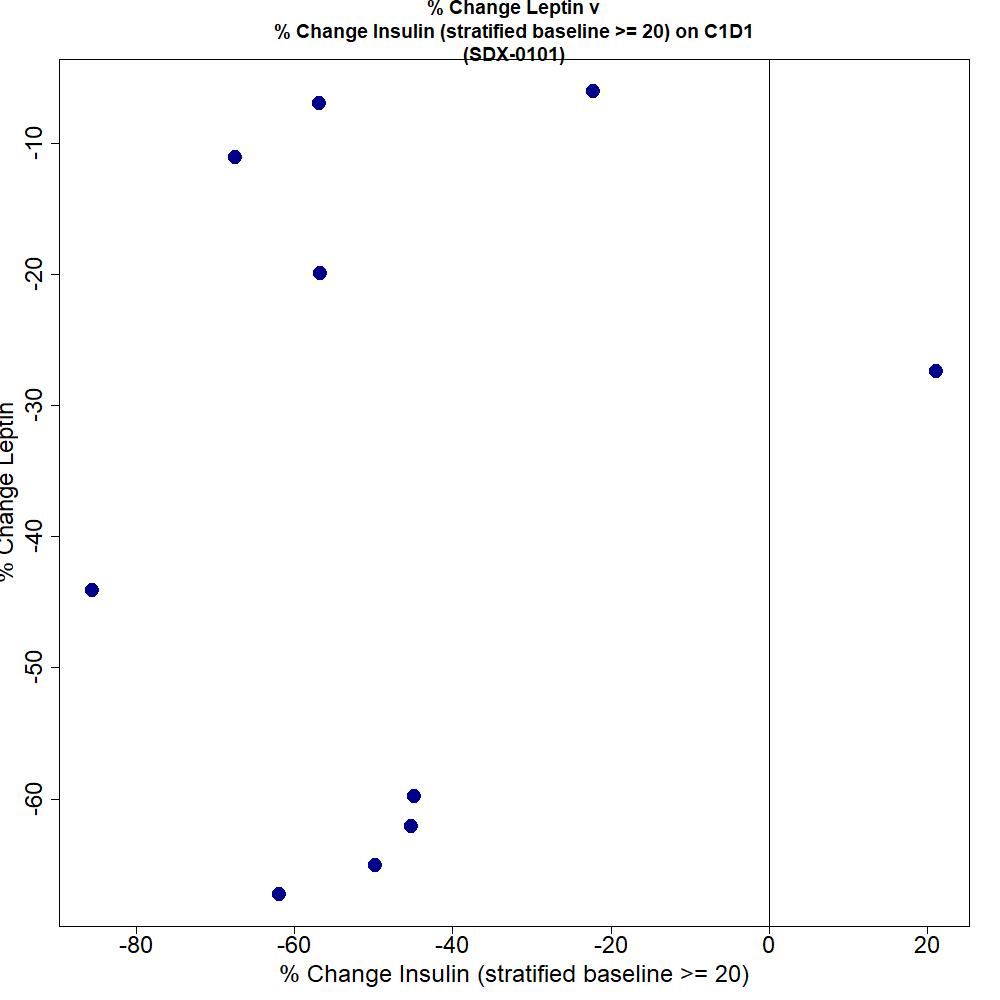 % Change Leptin v
% Change Insulin (stratified baseline >= 20) on C1D1
(SDX-0101)
% Change Leptin
-10
-20
-30
-40
-50
-60
-80
-60
-40
-20
0
20
% Change Insulin (stratified baseline >= 20)